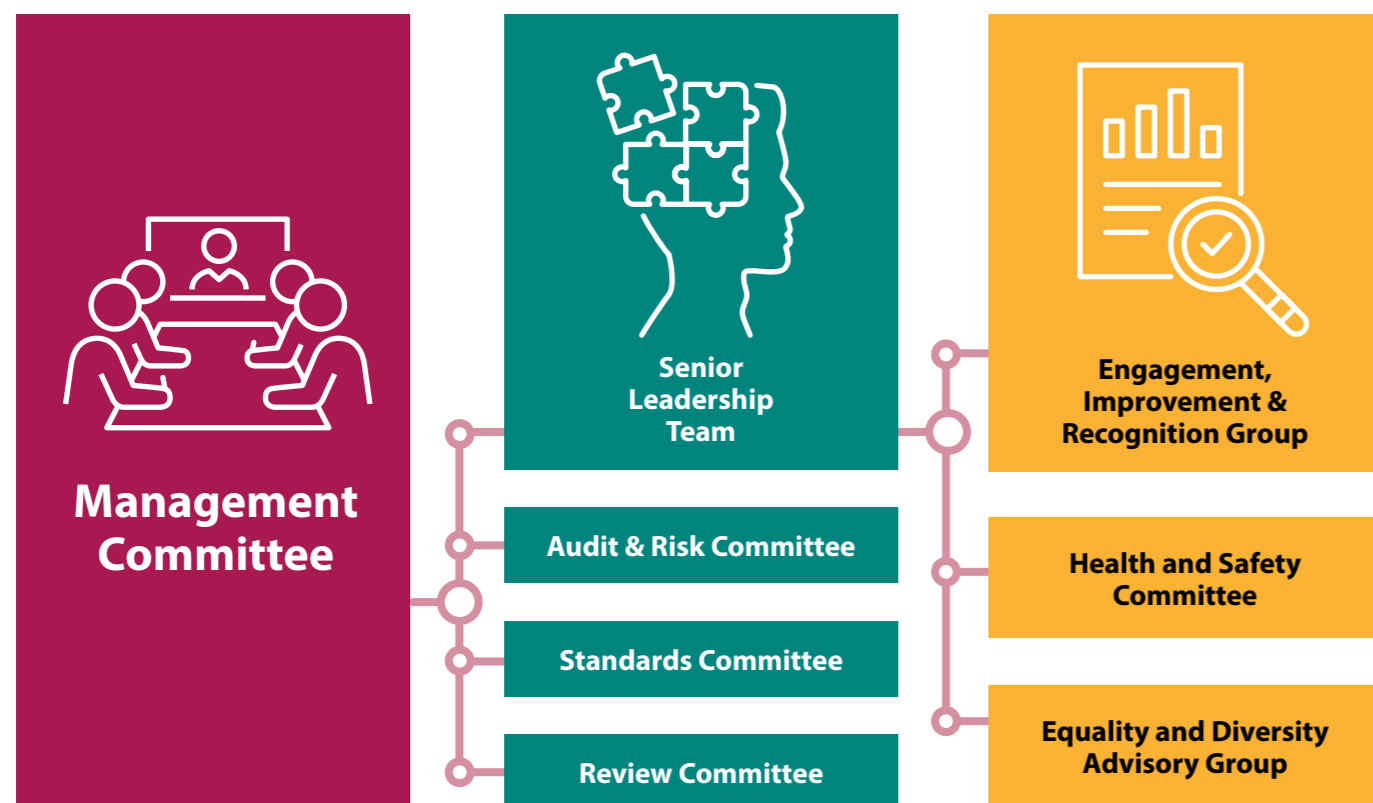 Management
Committee
Senior
Leadership
Team
Audit & Risk Committee
Standards Committee
Review Committee
Engagement,
Improvement &
Recognition Group
Health and Safety
Committee
Equality and Diversity
Advisory Group